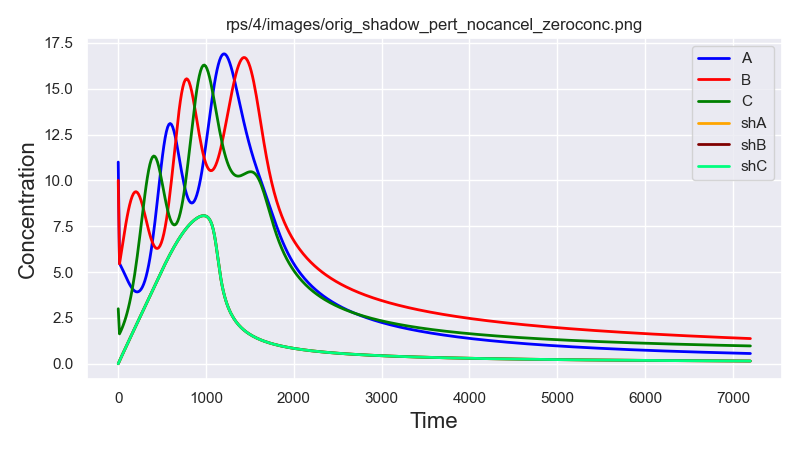 rps/4/images/orig_shadow_pert_nocancel_zeroconc.png
17.5
15.0
12.5
10.0
7.5
5.0
2.5
0.0
Concentration
A
B
C
shA
shB
shC
0 1000 2000 3000 4000 5000 6000 7000
Time